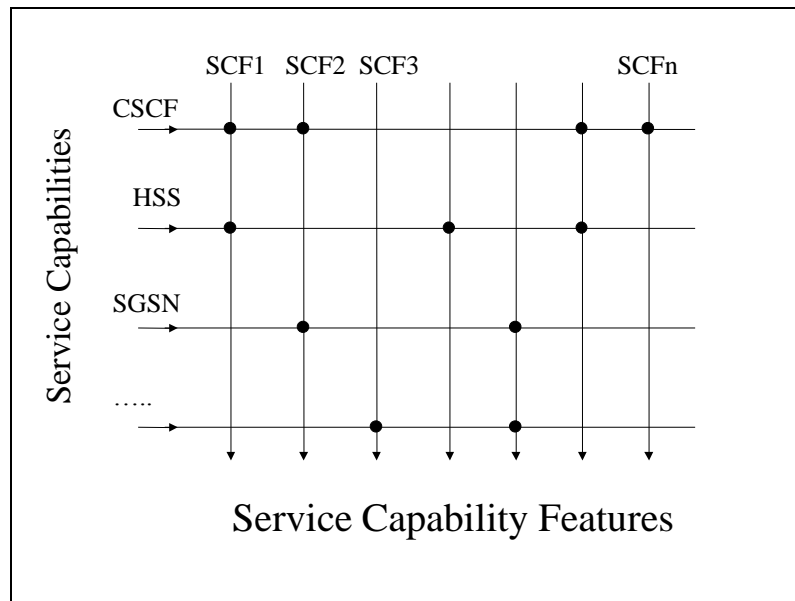 SCF1 SCF2 SCF3 SCFn
CSCF
HSS
SGSN
.....
Service Capabilities
Service Capability Features